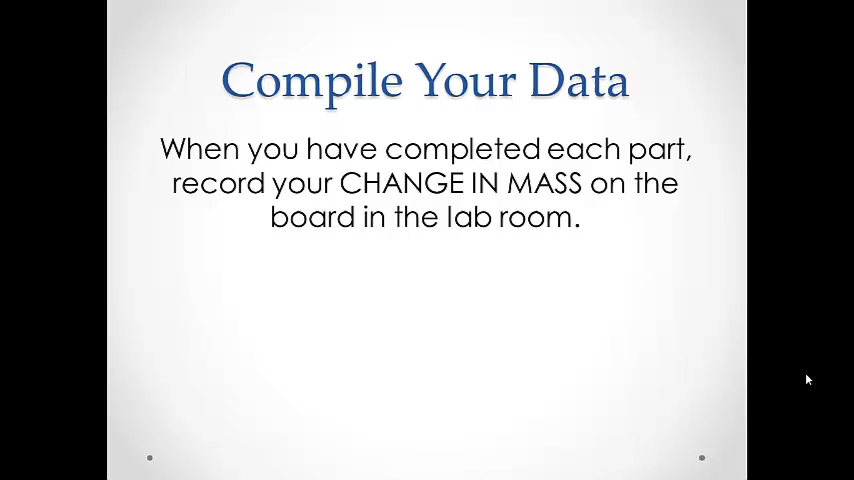 Compile Your Data
When you have completed each part,
record your CHANGE IN MASS on the
board in the lab room.